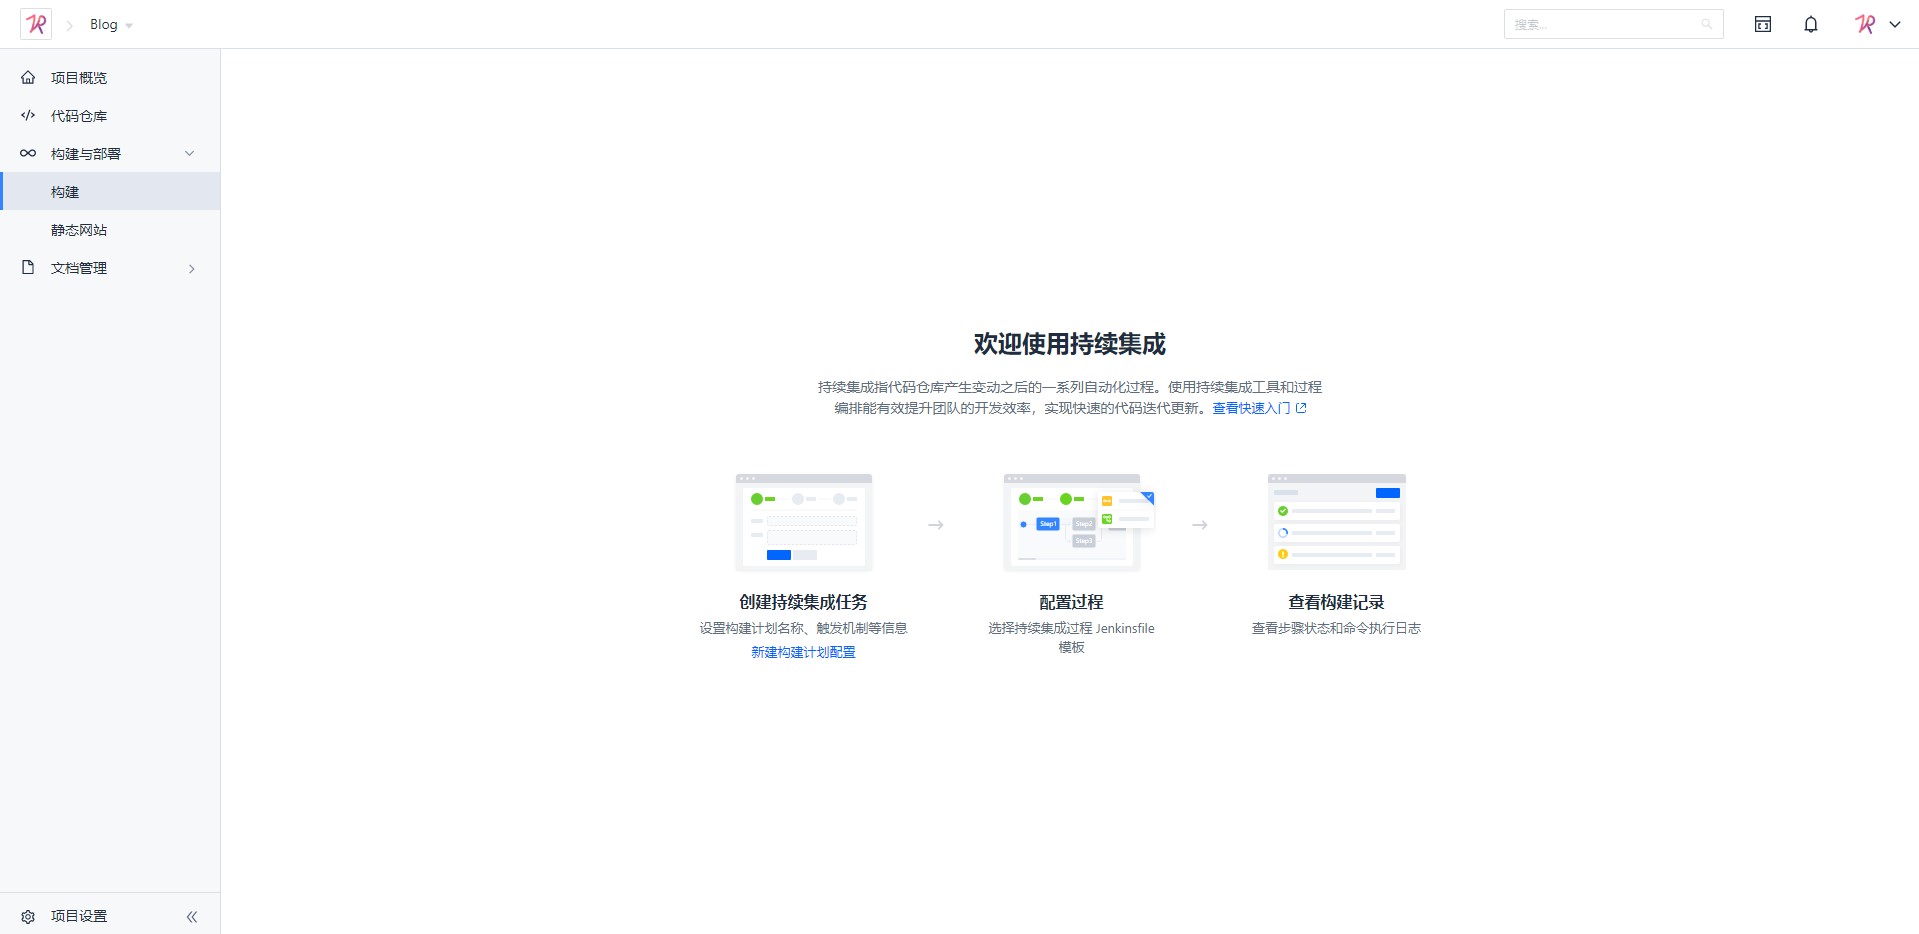 Blog
搜索...
项目概览
代码仓库
构建与部署
构建
静态网站
文档管理
欢迎使用持续集成
持续集成指代码仓库产生变动之后的一系列自动化过程。使用持续集成工具和过程
编排能有效提升团队的开发效率，实现快速的代码迭代更新。查看快速入门
Step1
Step2
Step3
创建持续集成任务
设置构建计划名称、触发机制等信息
新建构建计划配置
配置过程
选择持续集成过程 Jenkinsfile
模板
查看构建记录
查看步骤状态和命令执行日志
项目设置